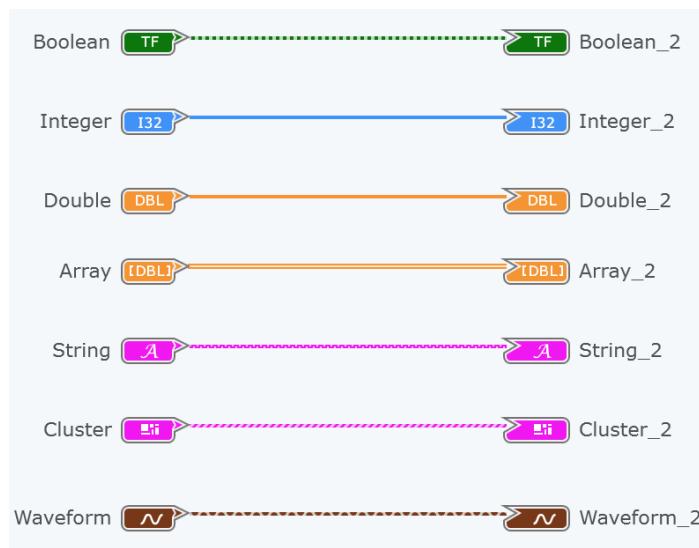 Boolean TF TF Boolean_2
Integer I32 I32 Integer_2
Double DBL DBL Double_2
Array [DBL] [DBL] Array_2
String A A String_2
Cluster Cluster_2
Waveform Waveform_2